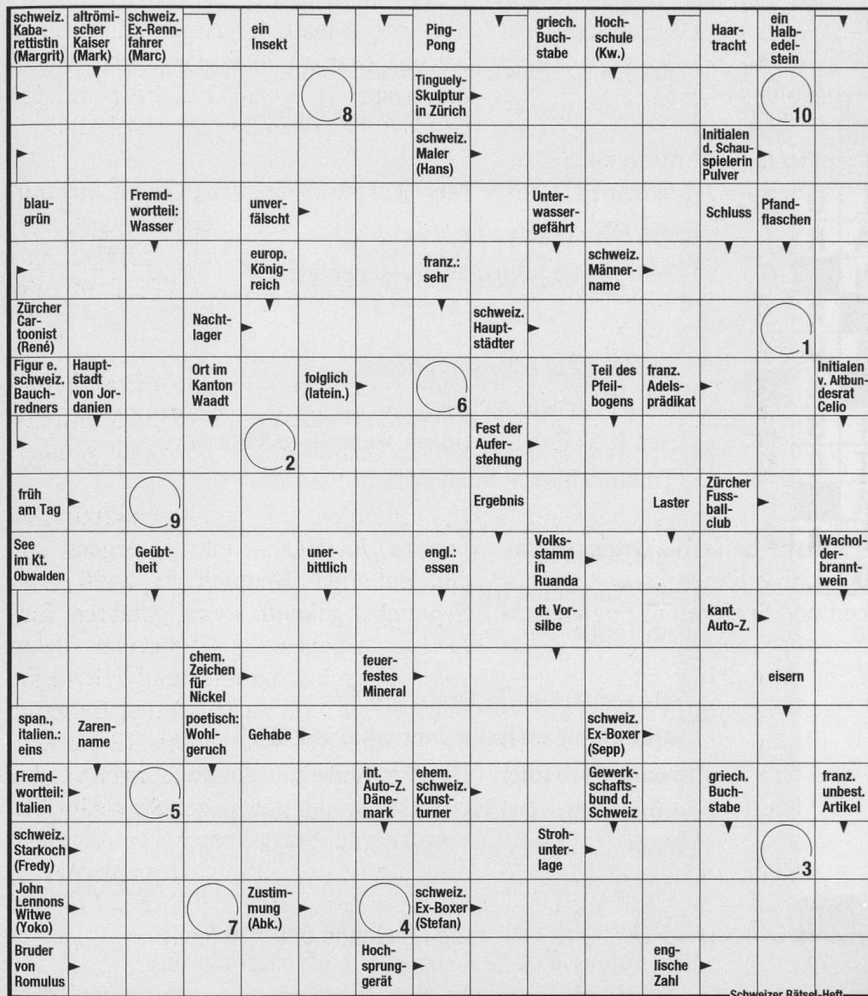 schweiz.
Kaba-
rettistin
(Margrit)
altrömi-
scher
Kaiser
(Mark)
schweiz.
Ex-Renn-
fahrer
(Marc)
ein
Insekt
Ping-
Pong
griech.
Buch-
stabe
Hoch-
schule
(Kw.)
Haar-
tracht
ein
Halb-
edel-
stein
8
Tinguely-
Skulptur
in Zürich
10
schweiz.
Maler
(Hans)
Initialen
d. Schau-
spielerin
Pulver
blau-
grün
Fremd-
wortteil:
Wasser
unver-
fälscht
Unter-
wasser-
gefährt
Schluss
Pfand-
flaschen
europ.
König-
reich
franz.:
sehr
schweiz.
Männer-
name
Zürcher
Car-
toonist
(René)
Nacht-
lager
schweiz.
Haupt-
städter
1
Figur e.
schweiz.
Bauch-
redners
Haupt-
stadt
von Jor-
danien
Ort im
Kanton
Waadt
folglich
(latein.)
6
Teil des
Pfeil-
bogens
franz.
Adels-
prädikat
Initialen
v. Altbun-
desrat
Celio
2
Fest der
Aufer-
stehung
früh
am Tag
9
Ergebnis
Laster
Zürcher
Fuss-
ball-
club
See
im Kt.
Obwalden
Geübt-
heit
uner-
bittlich
engl.:
essen
Volks-
stamm
in
Ruanda
Wachol-
der-
brannt-
wein
dt. Vor-
silbe
kant.
Auto-Z.
chem.
Zeichen
für
Nickel
feuer-
festes
Mineral
eisern
span.,
italien.:
eins
Zaren-
name
poetisch:
Wohl-
geruch
Gehabe
schweiz.
Ex-Boxer
(Sepp)
Fremd-
wortteil:
Italien
5
int.
Auto-Z.
Däne-
mark
ehem.
schweiz.
Kunst-
turner
Gewerk-
schafts-
bund d.
Schweiz
griech.
Buch-
stabe
franz.
unbest.
Artikel
schweiz.
Starkoch
(Fredy)
Stroh-
unter-
lage
3
John
Lennons
Witwe
(Yoko)
7
Zustim-
mung
(Abk.)
4
schweiz.
Ex-Boxer
(Stefan)
Bruder
von
Romulus
Hoch-
sprung-
gerät
eng-
lische
Zahl
Schweizer Rätsel-Heft